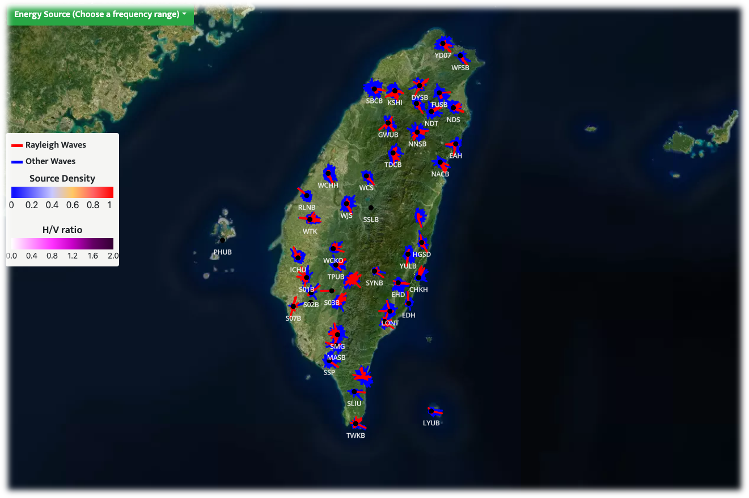 Energy Source (Choose a frequency range)
Rayleigh Waves
Other Waves
Source Density
0 0.2 0.4 0.6 0.8 1
H/V ratio
0.0 0.4 0.8 1.2 1.6 2.0
YD07
WFSB
SBCB
KSHI
DYSB
FUSB
NDT
NDS
GWUB
NNSB
EAH
TDCB
NACB
WCHH
WCS
RLNB
WJS
SSLB
WTK
PHUB
WCKO
HGSD
ICHU
TPUB
YULB
SYNB
CHKH
S01B
EHD
S02B
S03B
EDH
S07B
LONT
SMG
MASB
SSP
SLIU
LYUB
TWKB